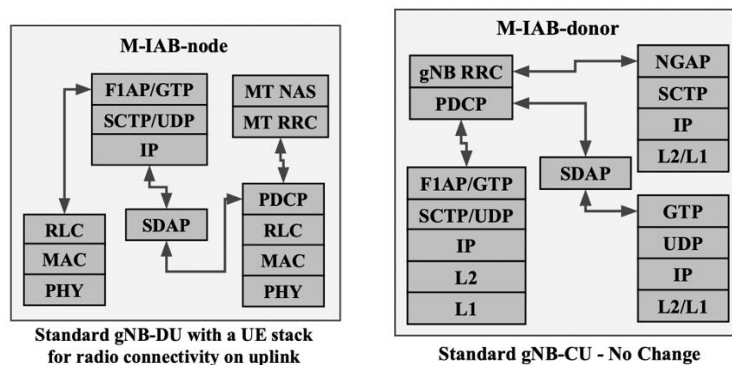 M-IAB-node
F1AP/GTP
SCTP/UDP
IP
MT NAS
MT RRC
SDAP
RLC
MAC
PHY
PDCP
RLC
MAC
PHY
Standard gNB-DU with a UE stack
for radio connectivity on uplink
M-IAB-donor
gNB RRC
PDCP
NGAP
SCTP
IP
L2/L1
F1AP/GTP
SCTP/UDP
IP
L2
L1
SDAP
GTP
UDP
IP
L2/L1
Standard gNB-CU - No Change